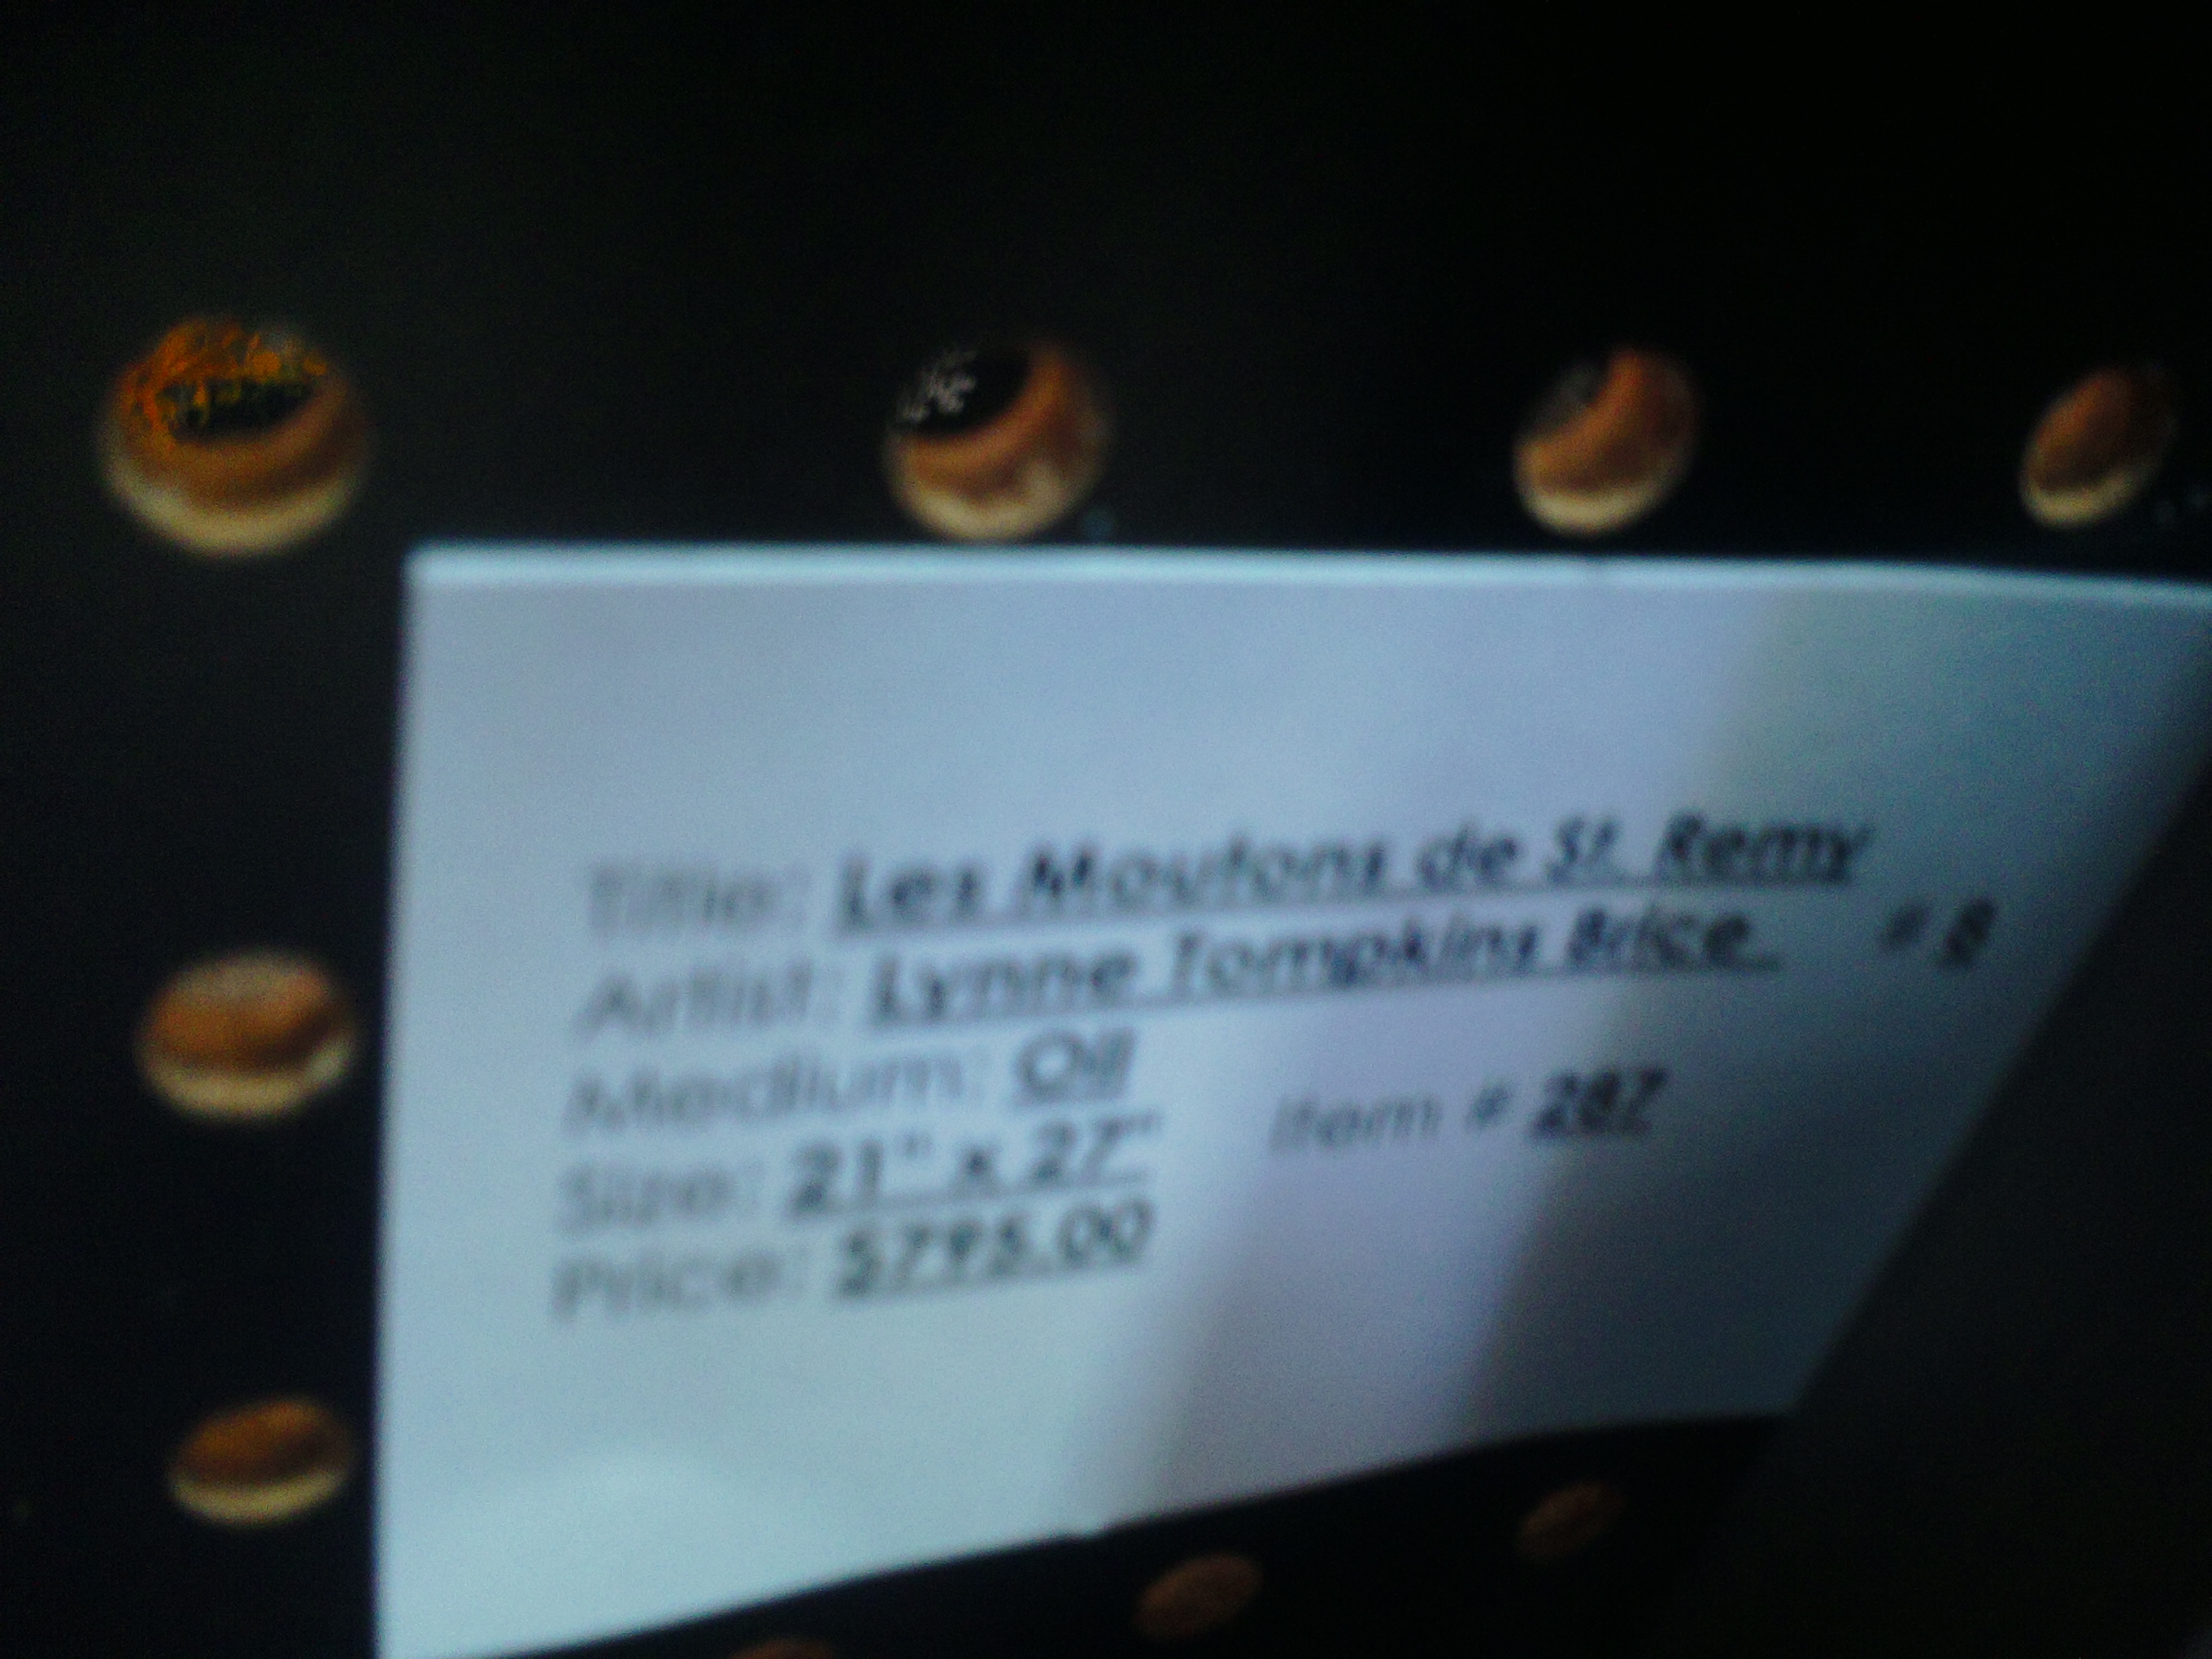 Title: Les Moutons de St. Remy
Artist: Lynne Tompkins Brice # 8
Medium: Oil
Size: 21" x 27" Item # 287
Price: $795.00